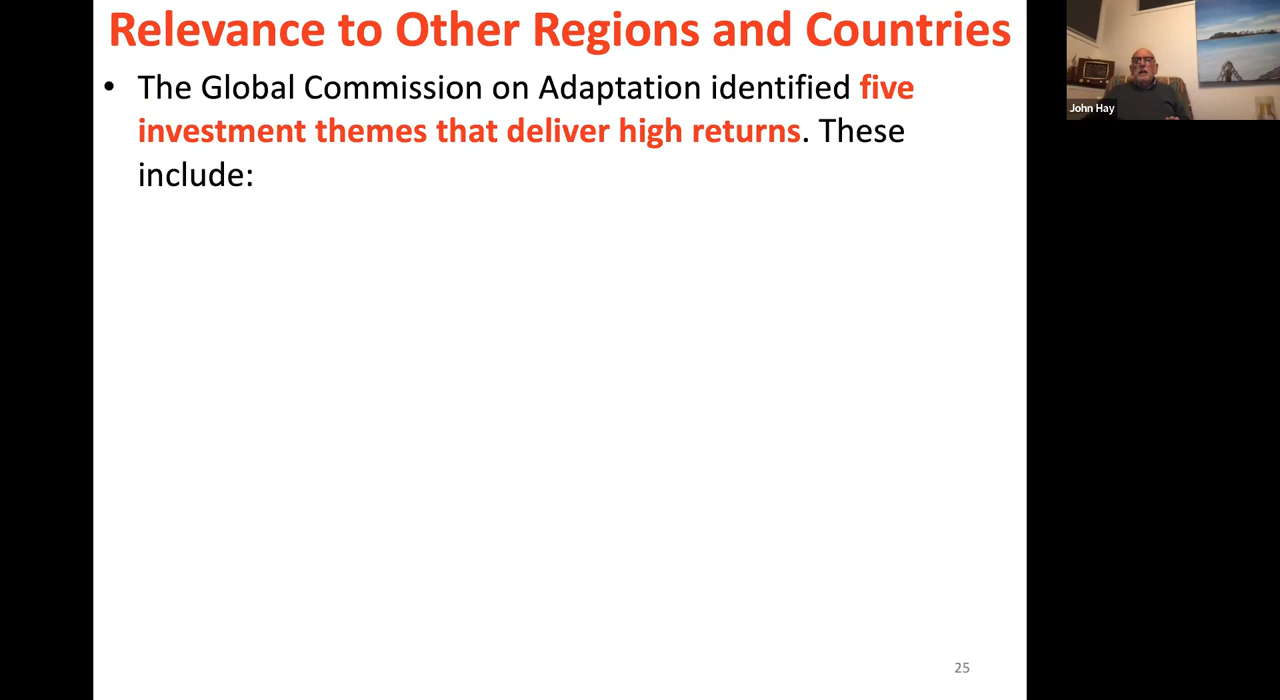 Relevance to Other Regions and Countries
• The Global Commission on Adaptation identified five
investment themes that deliver high returns. These
include:
John Hay
25